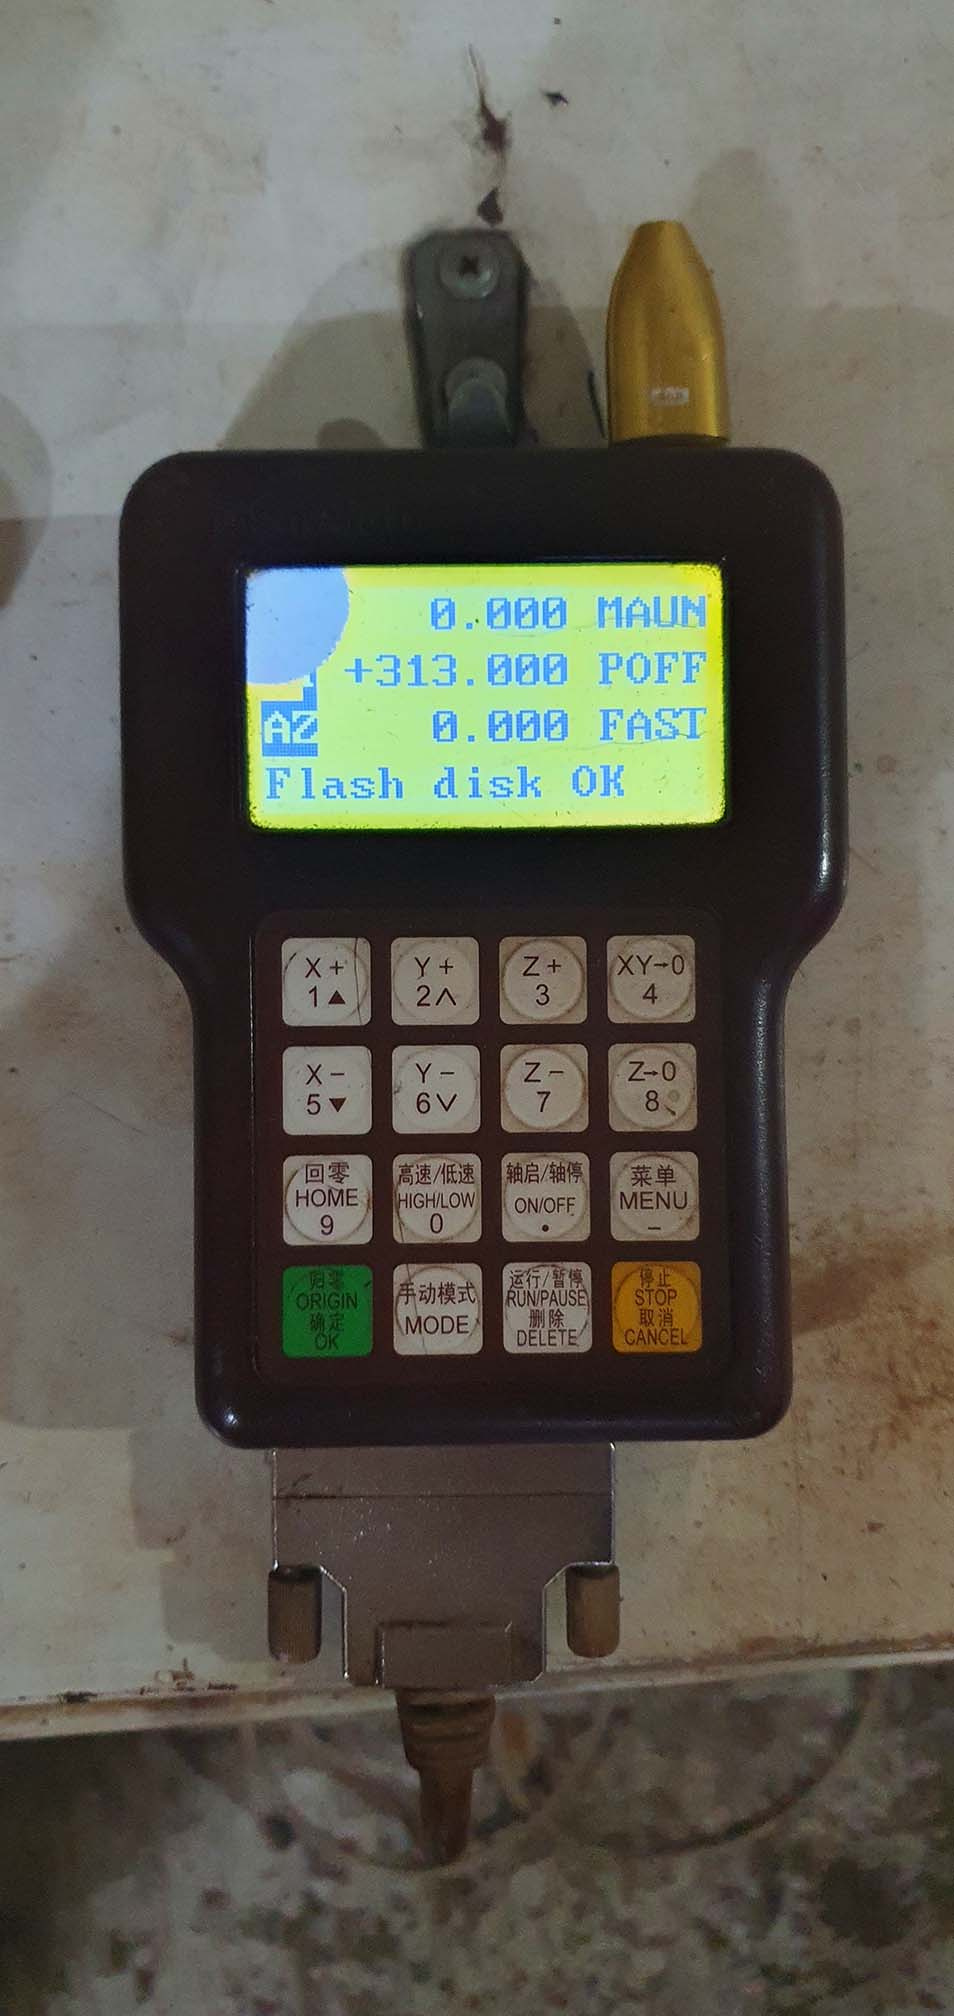 0.000 MAUN
+313.000 POFF
AZ 0.000 FAST
Flash disk OK
X+ Y+ Z+ XY→0
1▲ 2∧ 3 4
X− Y− Z− Z→0
5▼ 6∨ 7 8
回零 高速/低速 轴启/轴停 菜单
HOME HIGH/LOW ON/OFF MENU
9 0 • −
归零 手动模式 运行/暂停 停止
ORIGIN MODE RUN/PAUSE STOP
确定 删除 取消
OK DELETE CANCEL